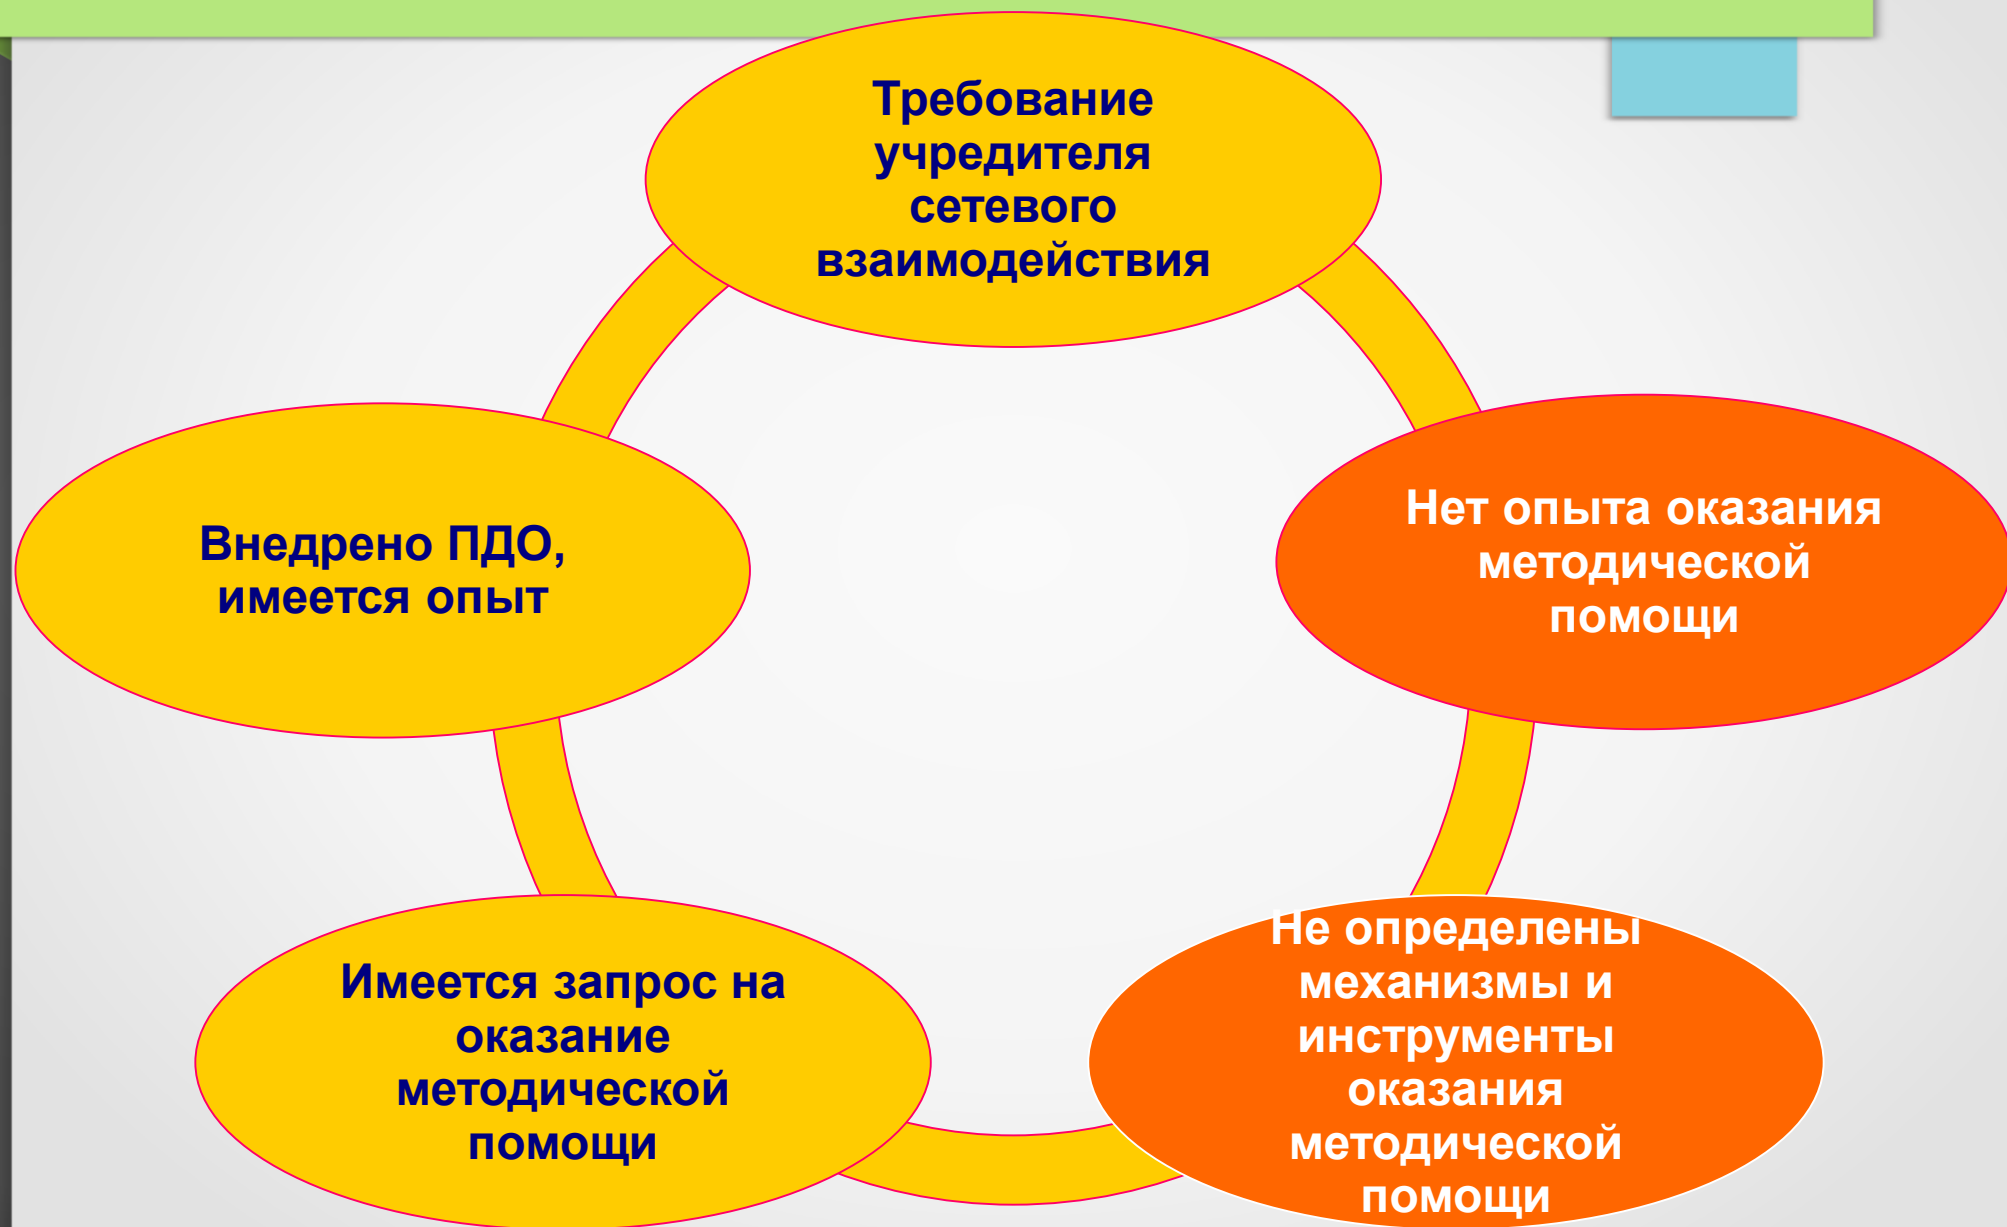 Требование
учредителя
сетевого
взаимодействия
Нет опыта оказания
методической
помощи
Не определены
механизмы и
инструменты
оказания
методической
помощи
Имеется запрос на
оказание
методической
помощи
Внедрено ПДО,
имеется опыт